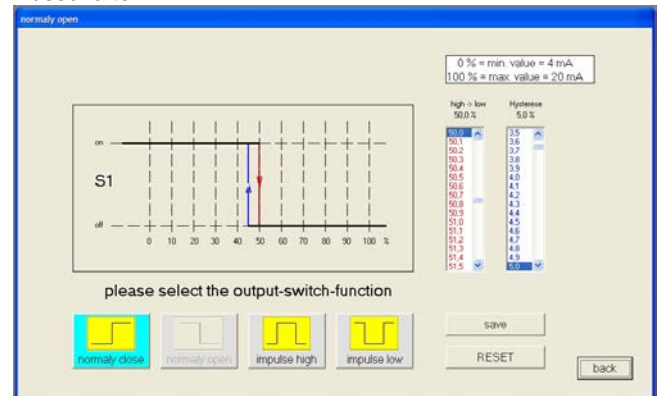 normaly open
0 % = min. value = 4 mA
100 % = max. value = 20 mA
high -> low
50,0 %
Hysterese
5,0 %
50,0
50,1
50,2
50,3
50,4
50,5
50,6
50,7
50,8
50,9
51,0
51,1
51,2
51,3
51,4
51,5
3,5
3,6
3,7
3,8
3,9
4,0
4,1
4,2
4,3
4,4
4,5
4,6
4,7
4,8
4,9
5,0
on
S1
off
0 10 20 30 40 50 60 70 80 90 100 %
please select the output-switch-function
normaly close
normaly open
impulse high
impulse low
save
RESET
back